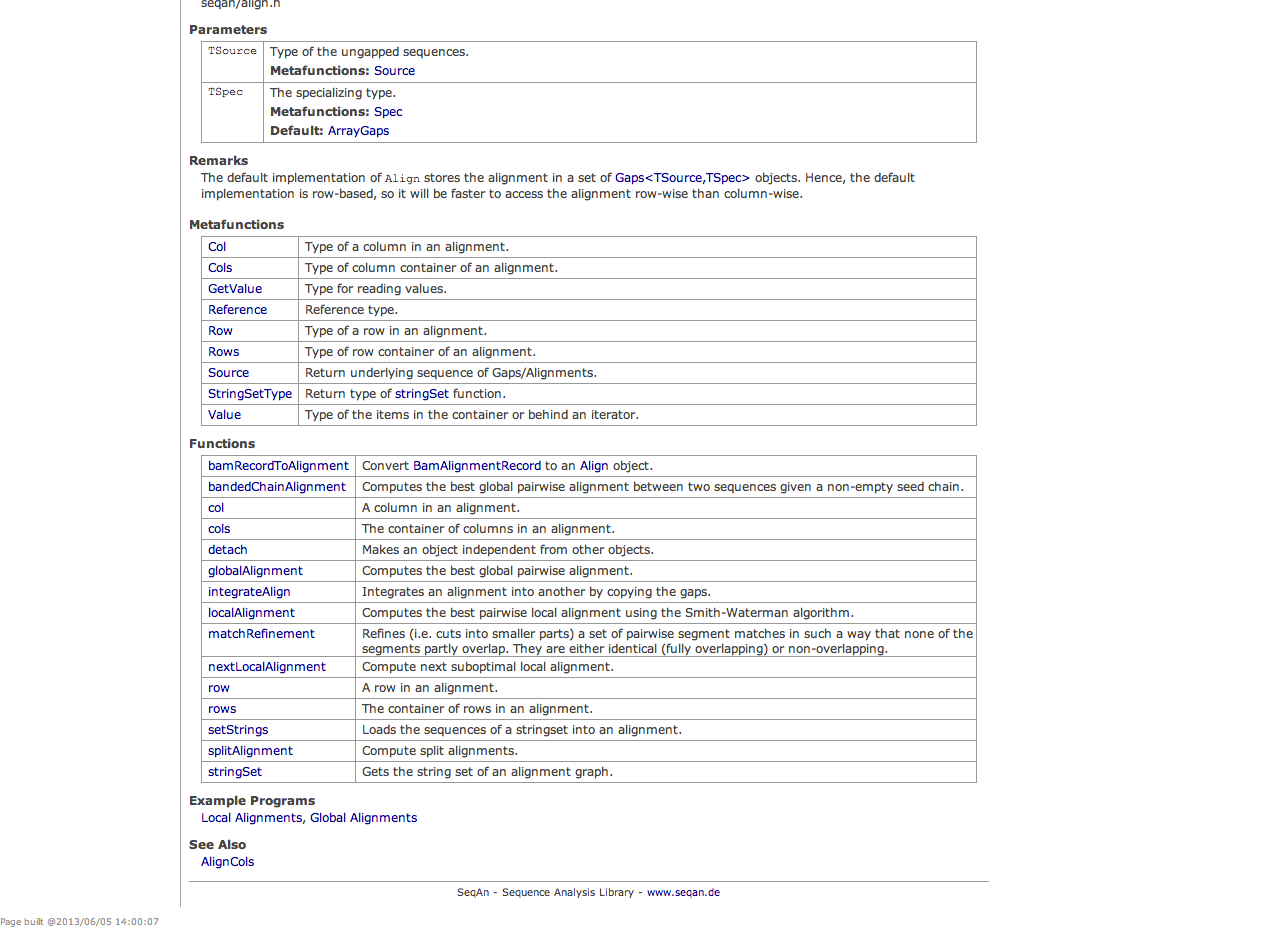 seqan/align.h
Parameters
TSource Type of the ungapped sequences.
Metafunctions: Source
TSpec The specializing type.
Metafunctions: Spec
Default: ArrayGaps
Remarks
The default implementation of Align stores the alignment in a set of Gaps<TSource,TSpec> objects. Hence, the default
implementation is row-based, so it will be faster to access the alignment row-wise than column-wise.
Metafunctions
Col Type of a column in an alignment.
Cols Type of column container of an alignment.
GetValue Type for reading values.
Reference Reference type.
Row Type of a row in an alignment.
Rows Type of row container of an alignment.
Source Return underlying sequence of Gaps/Alignments.
StringSetType Return type of stringSet function.
Value Type of the items in the container or behind an iterator.
Functions
bamRecordToAlignment Convert BamAlignmentRecord to an Align object.
bandedChainAlignment Computes the best global pairwise alignment between two sequences given a non-empty seed chain.
col A column in an alignment.
cols The container of columns in an alignment.
detach Makes an object independent from other objects.
globalAlignment Computes the best global pairwise alignment.
integrateAlign Integrates an alignment into another by copying the gaps.
localAlignment Computes the best pairwise local alignment using the Smith-Waterman algorithm.
matchRefinement Refines (i.e. cuts into smaller parts) a set of pairwise segment matches in such a way that none of the
segments partly overlap. They are either identical (fully overlapping) or non-overlapping.
nextLocalAlignment Compute next suboptimal local alignment.
row A row in an alignment.
rows The container of rows in an alignment.
setStrings Loads the sequences of a stringset into an alignment.
splitAlignment Compute split alignments.
stringSet Gets the string set of an alignment graph.
Example Programs
Local Alignments, Global Alignments
See Also
AlignCols
SeqAn - Sequence Analysis Library - www.seqan.de
Page built @2013/06/05 14:00:07